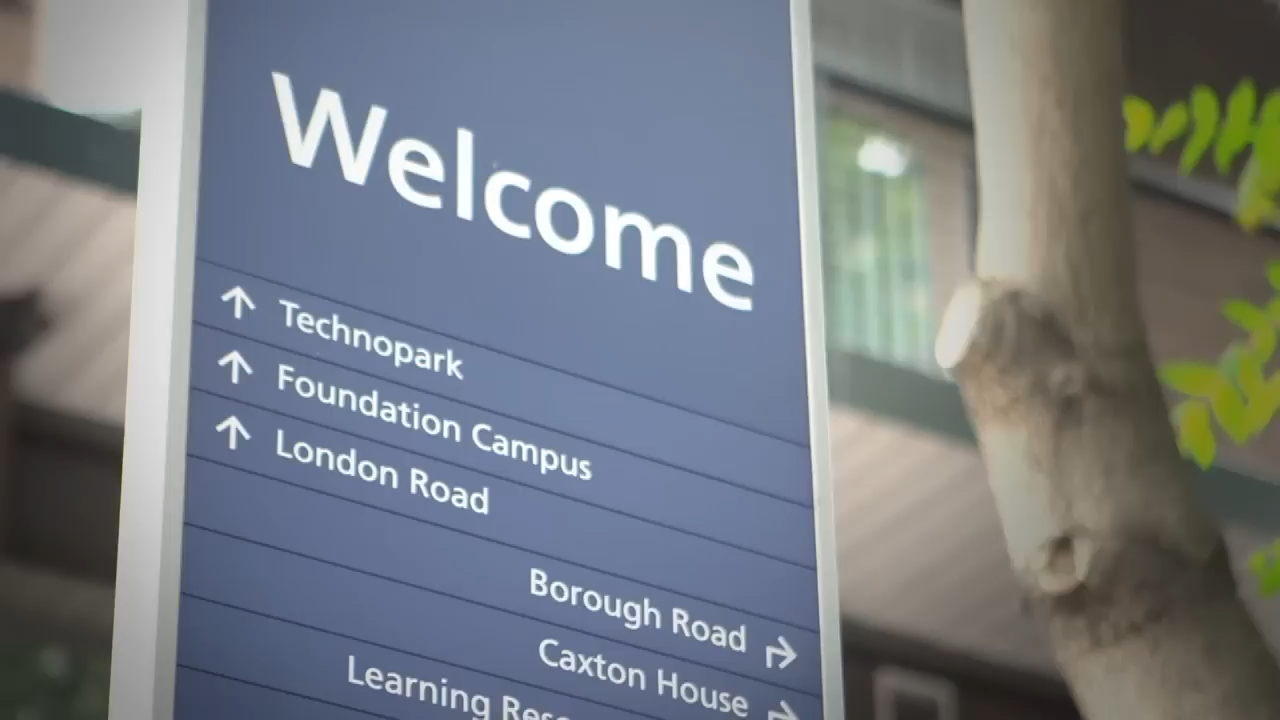 Welcome
↑ Technopark
↑ Foundation Campus
↑ London Road
Borough Road ↱
Caxton House ↱
Learning